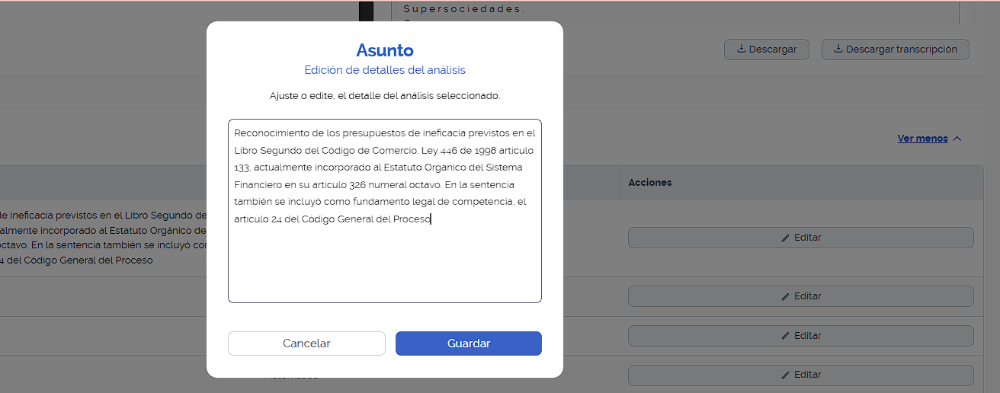 Supersociedades.
Descargar
Descargar transcripción
Asunto
Edición de detalles del análisis
Ajuste o edite, el detalle del análisis seleccionado.
Reconocimiento de los presupuestos de ineficacia previstos en el
Libro Segundo del Código de Comercio. Ley 446 de 1998 artículo
133, actualmente incorporado al Estatuto Orgánico del Sistema
Financiero en su artículo 326 numeral octavo. En la sentencia
también se incluyó como fundamento legal de competencia, el
artículo 24 del Código General del Proceso
Cancelar
Guardar
Ver menos
Acciones
de ineficacia previstos en el Libro Segundo de
almente incorporado al Estatuto Orgánico de
octavo. En la sentencia también se incluyó co
4 del Código General del Proceso
Editar
Editar
Editar
Editar